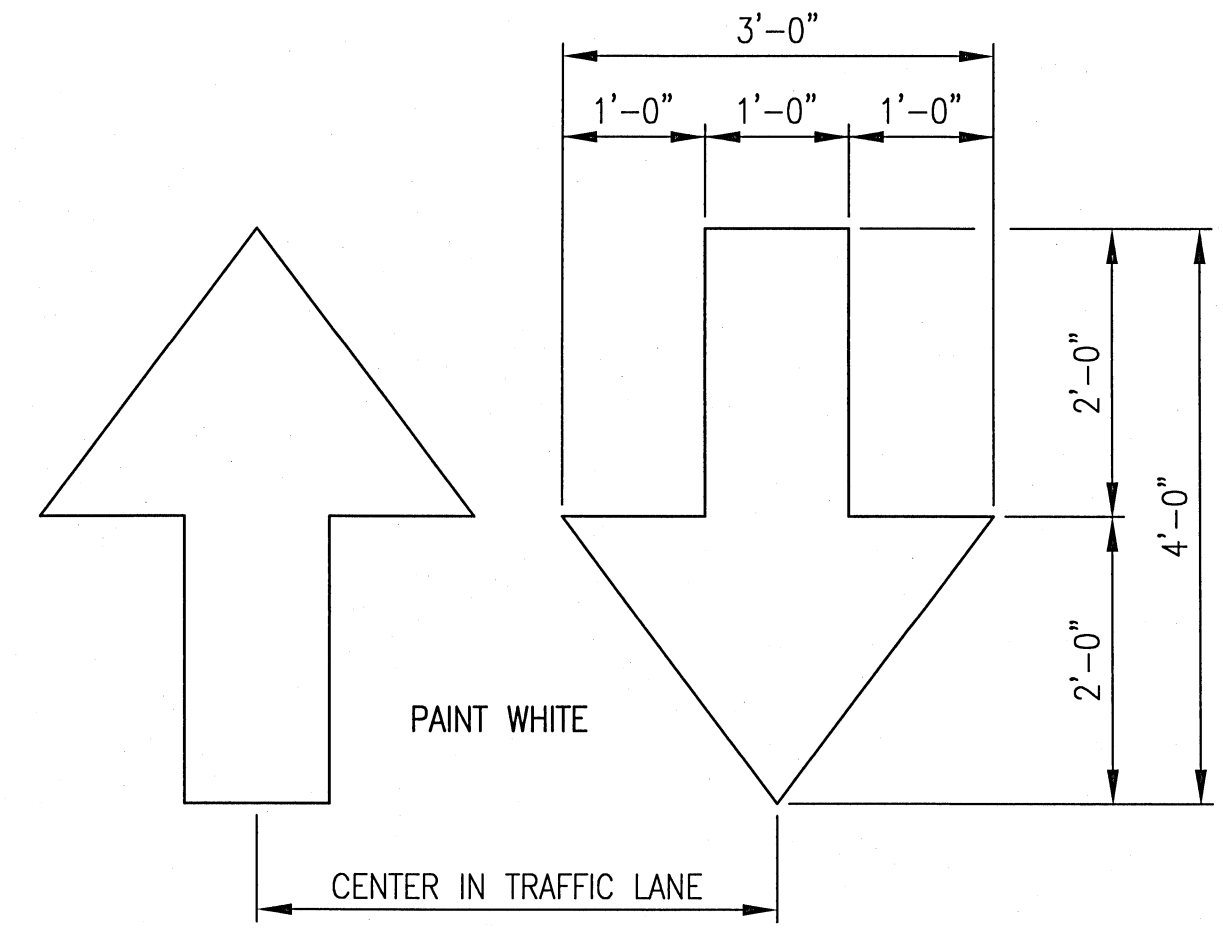 3'-0"
1'-0" 1'-0" 1'-0"
2'-0"
4'-0"
2'-0"
PAINT WHITE
CENTER IN TRAFFIC LANE